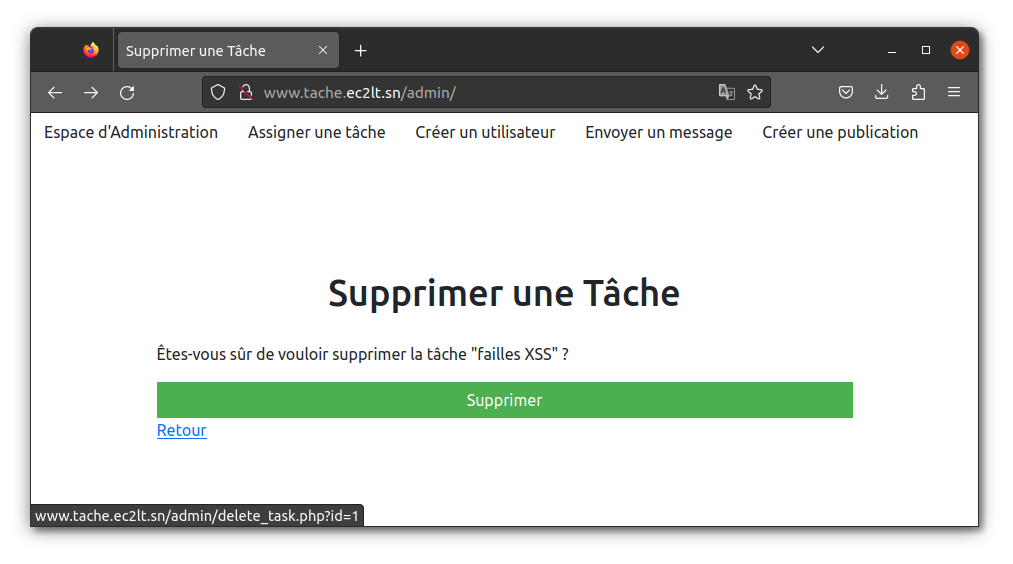 Supprimer une Tâche
www.tache.ec2lt.sn/admin/
Espace d'Administration Assigner une tâche Créer un utilisateur Envoyer un message Créer une publication
Supprimer une Tâche
Êtes-vous sûr de vouloir supprimer la tâche "failles XSS" ?
Supprimer
Retour
www.tache.ec2lt.sn/admin/delete_task.php?id=1